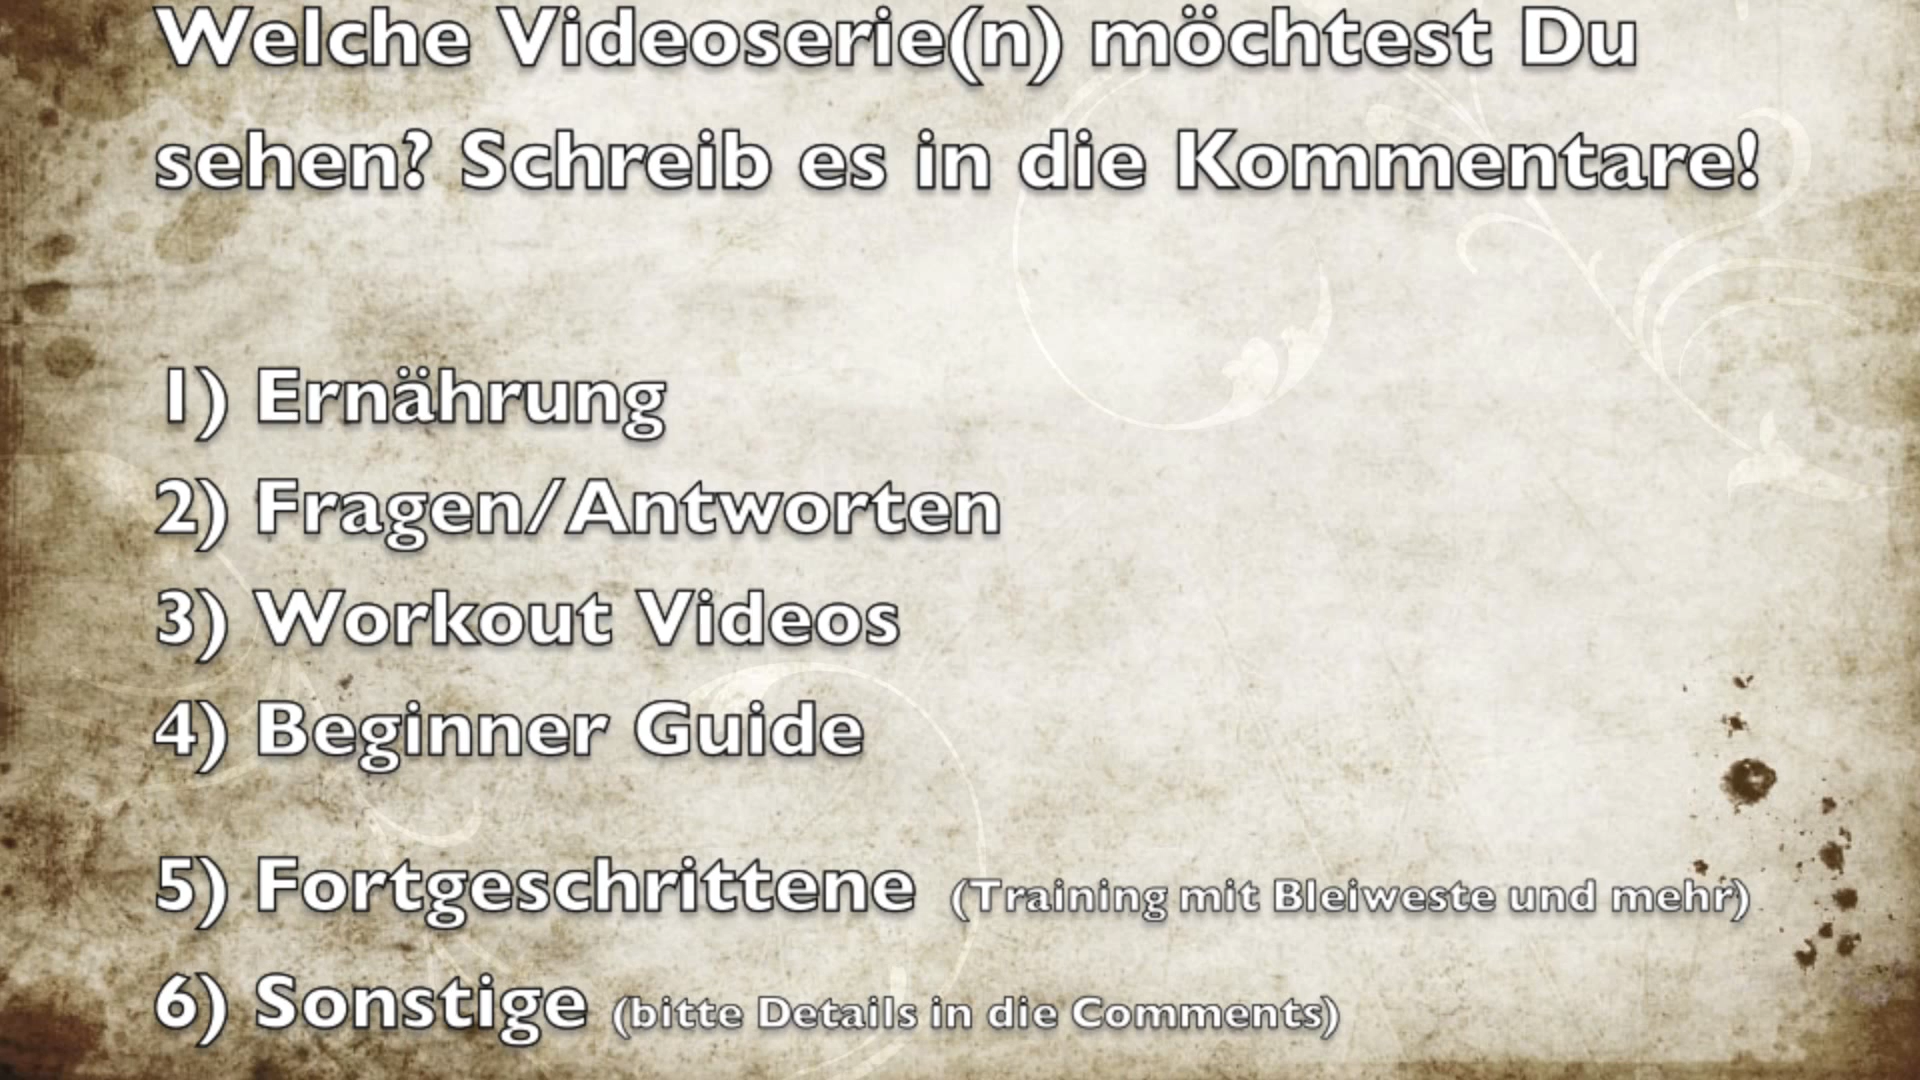 Welche Videoserie(n) möchtest Du
sehen? Schreib es in die Kommentare!
1) Ernährung
2) Fragen/Antworten
3) Workout Videos
4) Beginner Guide
5) Fortgeschrittene (Training mit Bleiweste und mehr)
6) Sonstige (bitte Details in die Comments)